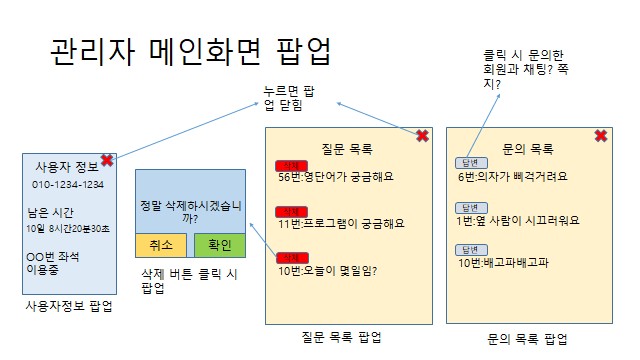 관리자 메인화면 팝업
클릭 시 문의한
회원과 채팅? 쪽
지?
누르면 팝
업 닫힘
사용자 정보
010-1234-1234
남은 시간
10일 8시간20분30초
OO번 좌석
이용중
사용자정보 팝업
정말 삭제하시겠습니
까?
취소
확인
삭제 버튼 클릭 시
팝업
질문 목록
삭제
56번:영단어가 궁금해요
삭제
11번:프로그램이 궁금해요
삭제
10번:오늘이 몇일임?
질문 목록 팝업
문의 목록
답변
6번:의자가 삐걱거려요
답변
1번:옆 사람이 시끄러워요
답변
10번:배고파배고파
문의 목록 팝업